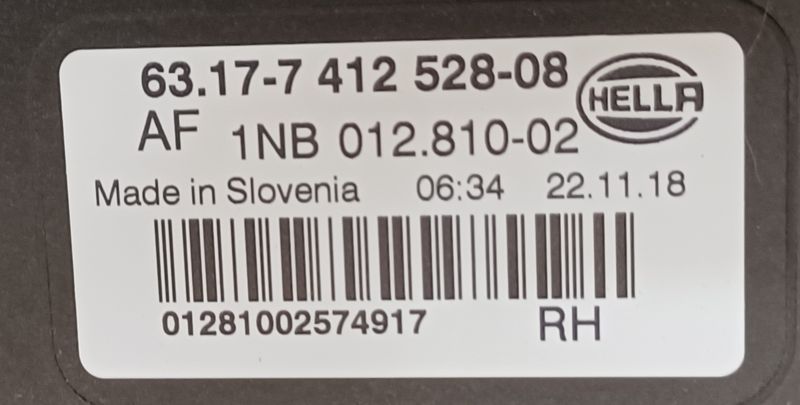 63.17-7 412 528-08
HELLA
AF 1NB 012.810-02
Made in Slovenia 06:34 22.11.18
01281002574917 RH